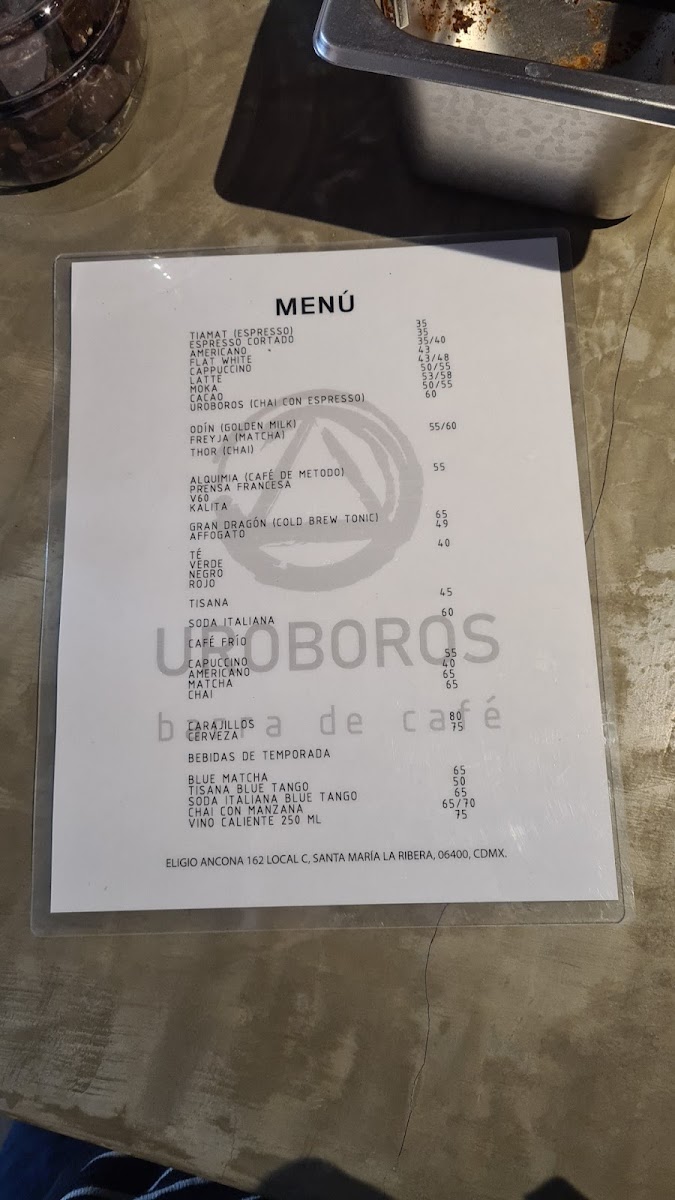 MENÚ
TIAMAT (ESPRESSO) 35
ESPRESSO CORTADO 35
AMERICANO 35/40
FLAT WHITE 43
CAPPUCCINO 43/48
LATTE 50/55
MOKA 53/58
CACAO 50/55
UROBOROS (CHAI CON ESPRESSO) 60
ODÍN (GOLDEN MILK) 55/60
FREYJA (MATCHA)
THOR (CHAI)
ALQUIMIA (CAFÉ DE METODO) 55
PRENSA FRANCESA
V60
KALITA
GRAN DRAGÓN (COLD BREW TONIC) 65
AFFOGATO 49
TÉ 40
VERDE
NEGRO
ROJO
TISANA 45
SODA ITALIANA 60
CAFÉ FRÍO
UROBOROS
CAPUCCINO 55
AMERICANO 40
MATCHA 65
CHAI 65
barra de café
CARAJILLOS 80
CERVEZA 75
BEBIDAS DE TEMPORADA
BLUE MATCHA 65
TISANA BLUE TANGO 50
SODA ITALIANA BLUE TANGO 65
CHAI CON MANZANA 65/70
VINO CALIENTE 250 ML 75
ELIGIO ANCONA 162 LOCAL C, SANTA MARÍA LA RIBERA, 06400, CDMX.